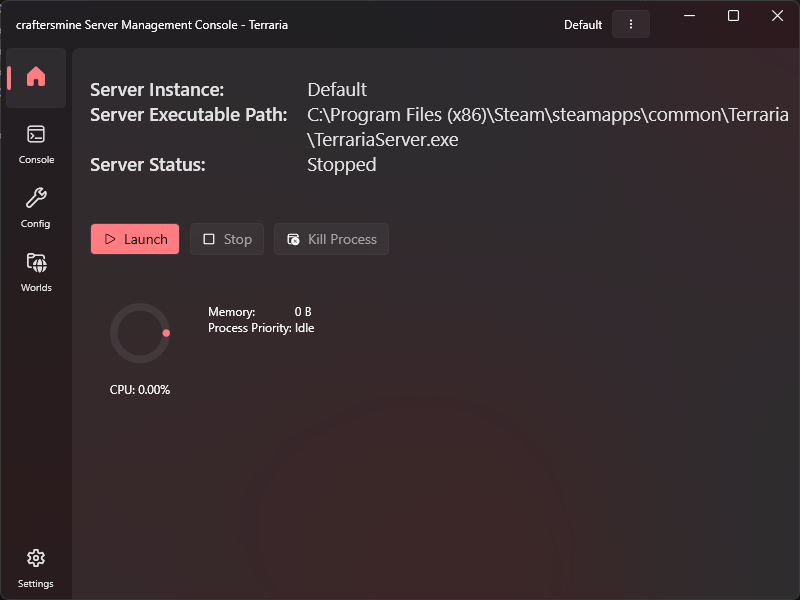 craftersmine Server Management Console - Terraria
Default
Server Instance: Default
Server Executable Path: C:\Program Files (x86)\Steam\steamapps\common\Terraria
\TerrariaServer.exe
Server Status: Stopped
Console
Config
Worlds
Launch
Stop
Kill Process
Memory: 0 B
Process Priority: Idle
CPU: 0.00%
Settings